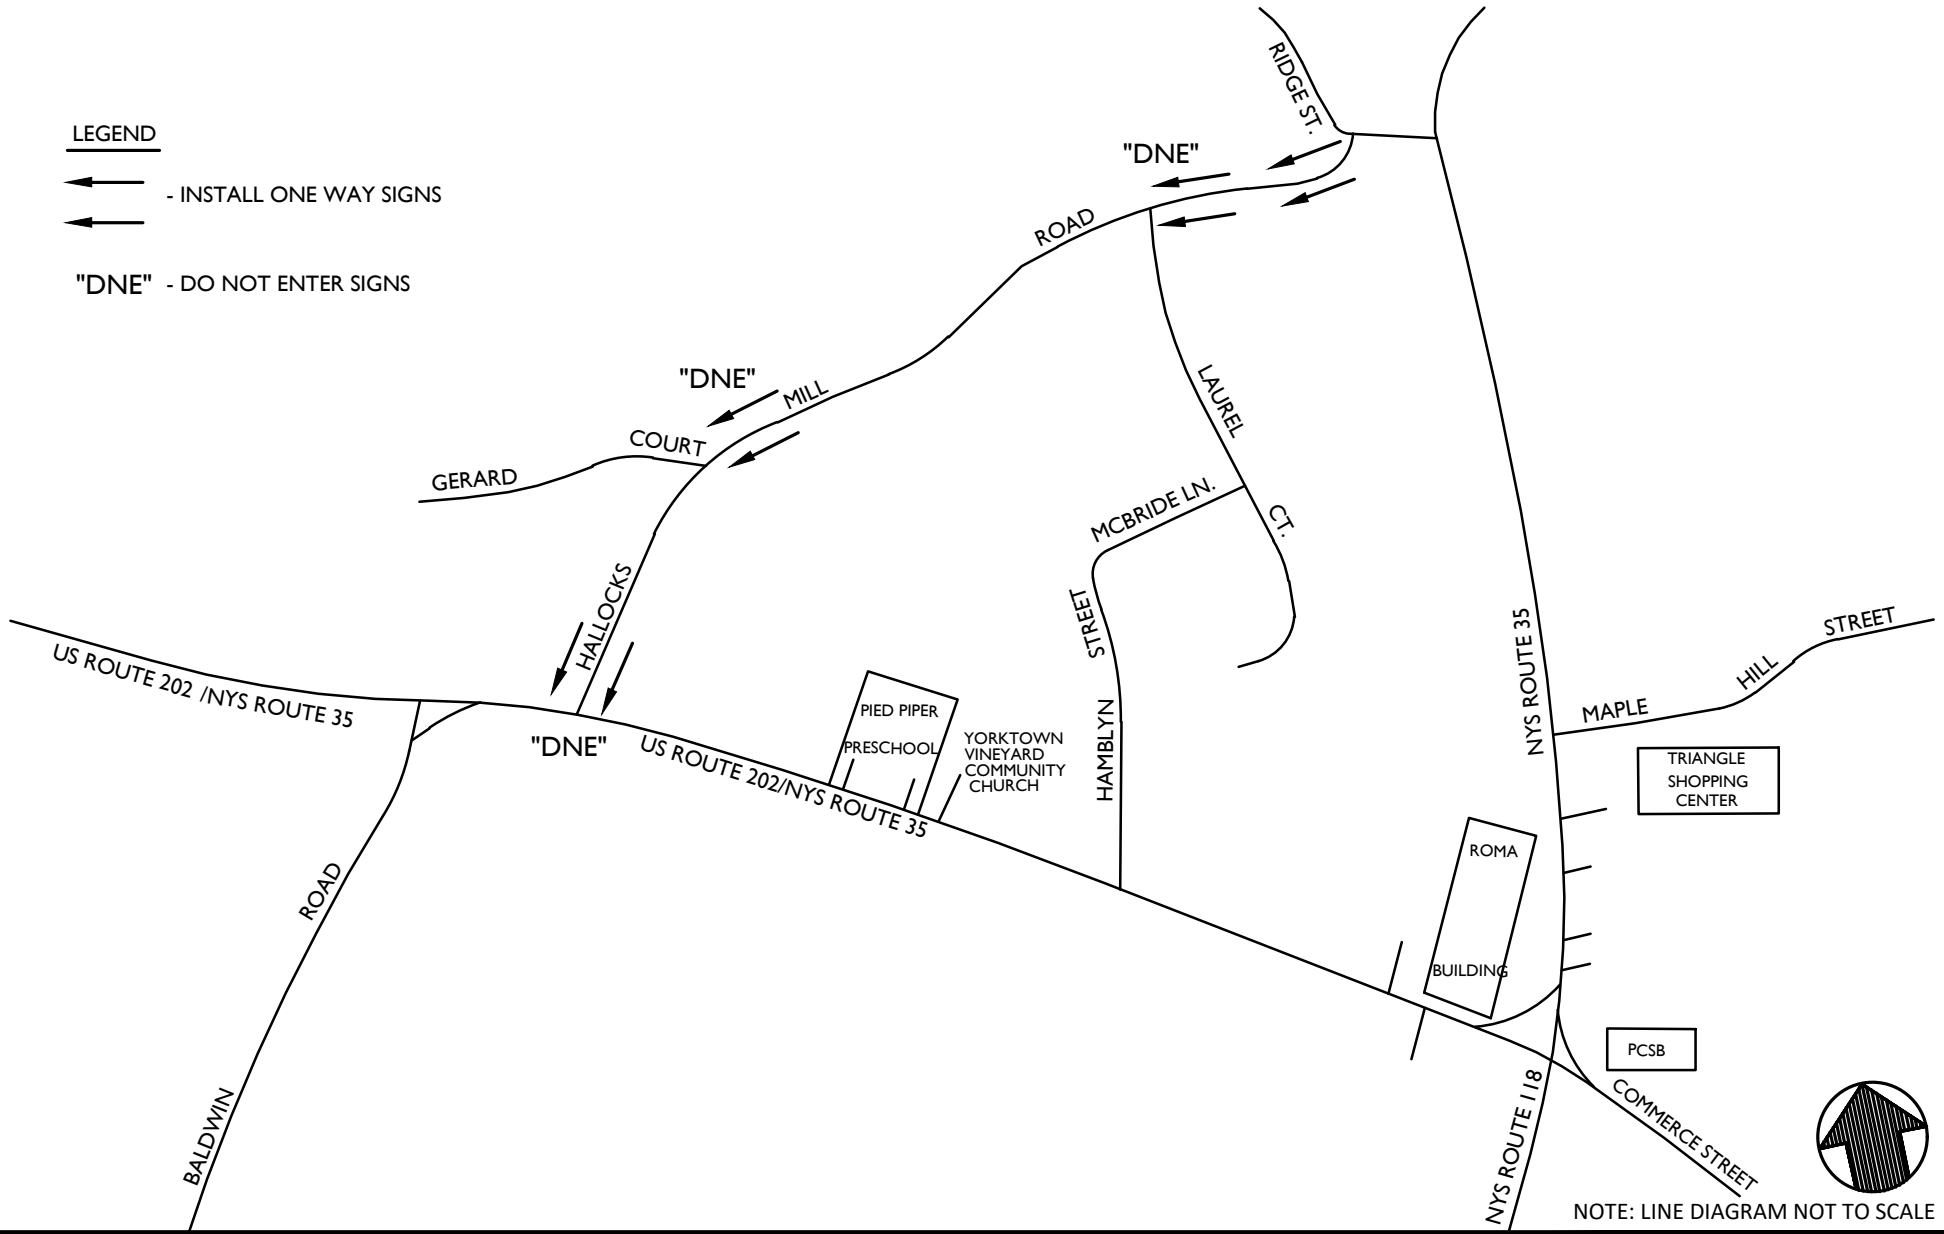 LEGEND
- INSTALL ONE WAY SIGNS
"DNE" - DO NOT ENTER SIGNS
RIDGE ST.
"DNE"
ROAD
"DNE"
MILL
COURT
GERARD
LAUREL
MCBRIDE LN.
CT.
HALLOCKS
STREET
HAMBLYN
NYS ROUTE 35
STREET
HILL
MAPLE
US ROUTE 202 /NYS ROUTE 35
"DNE"
US ROUTE 202/NYS ROUTE 35
PIED PIPER
PRESCHOOL
YORKTOWN
VINEYARD
COMMUNITY
CHURCH
TRIANGLE
SHOPPING
CENTER
ROMA
BUILDING
ROAD
BALDWIN
PCSB
NYS ROUTE 118
COMMERCE STREET
NOTE: LINE DIAGRAM NOT TO SCALE